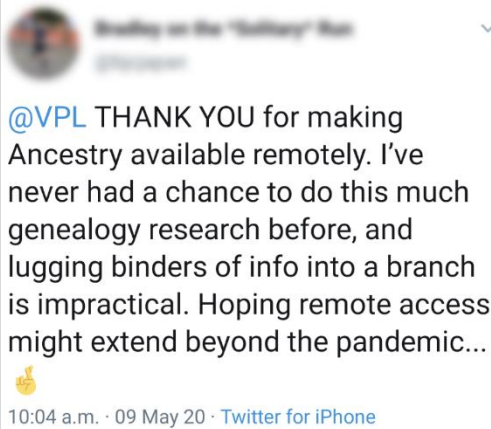 @VPL THANK YOU for making
Ancestry available remotely. I’ve
never had a chance to do this much
genealogy research before, and
lugging binders of info into a branch
is impractical. Hoping remote access
might extend beyond the pandemic...
🤞
10:04 a.m. · 09 May 20 · Twitter for iPhone